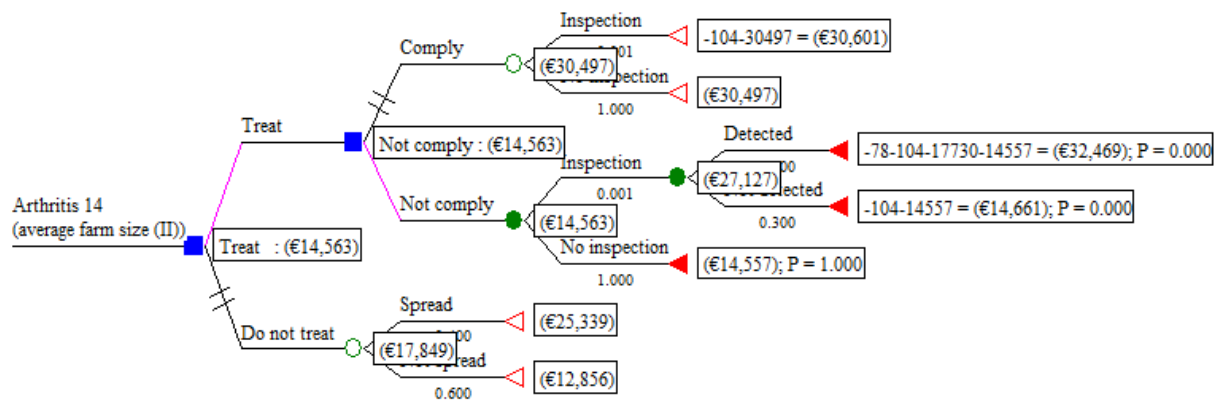 Inspection
-104-30497 = (€30,601)
Comply
(€30,497)
(€30,497)
1.000
Treat
Not comply : (€14,563)
Detected
-78-104-17730-14557 = (€32,469); P = 0.000
Inspection
(€27,127)
0.001
-104-14557 = (€14,661); P = 0.000
0.300
Arthritis 14
(average farm size (II))
Not comply
(€14,563)
Treat : (€14,563)
No inspection
(€14,557); P = 1.000
1.000
Spread
(€25,339)
Do not treat
(€17,849)
(€12,856)
0.600